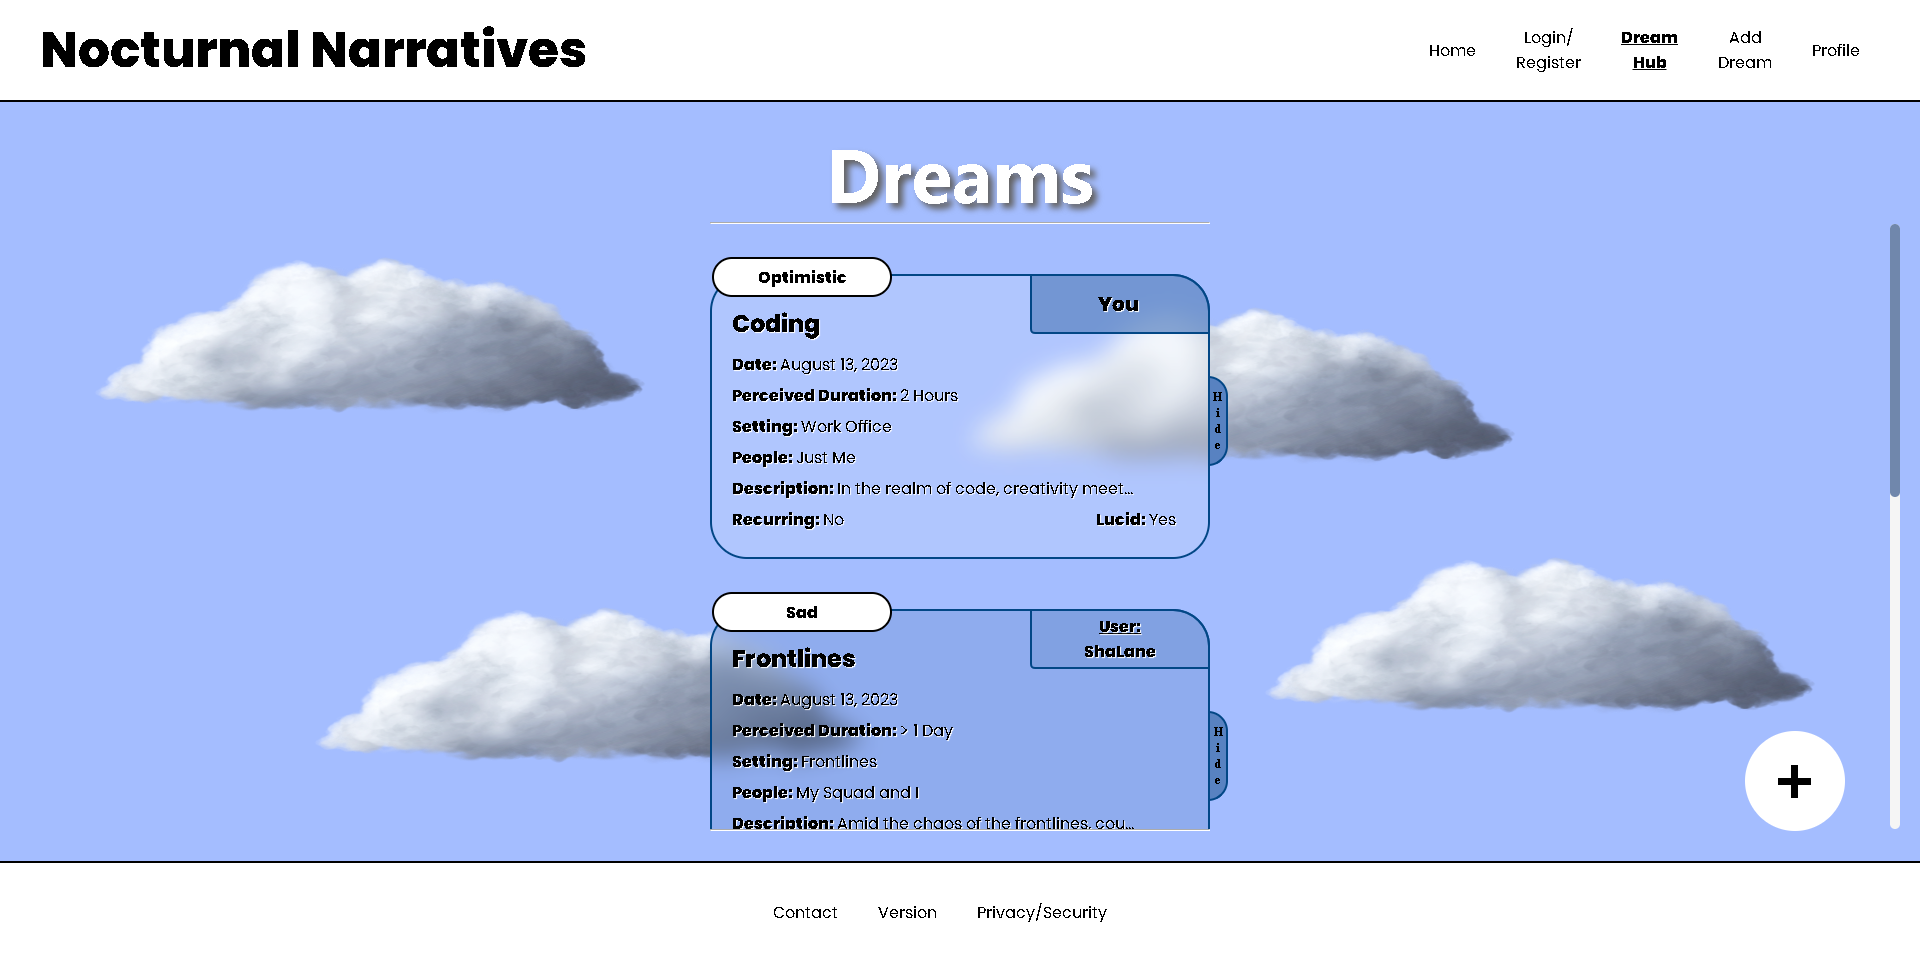 Nocturnal Narratives
Home
Login/
Register
Dream
Hub
Add
Dream
Profile
Dreams
Optimistic
You
Coding
Date: August 13, 2023
Perceived Duration: 2 Hours
Setting: Work Office
People: Just Me
Description: In the realm of code, creativity meet...
Recurring: No
Lucid: Yes
Hide
Sad
User:
ShaLane
Frontlines
Date: August 13, 2023
Perceived Duration: > 1 Day
Setting: Frontlines
People: My Squad and I
Description: Amid the chaos of the frontlines, cou...
Hide
+
Contact
Version
Privacy/Security